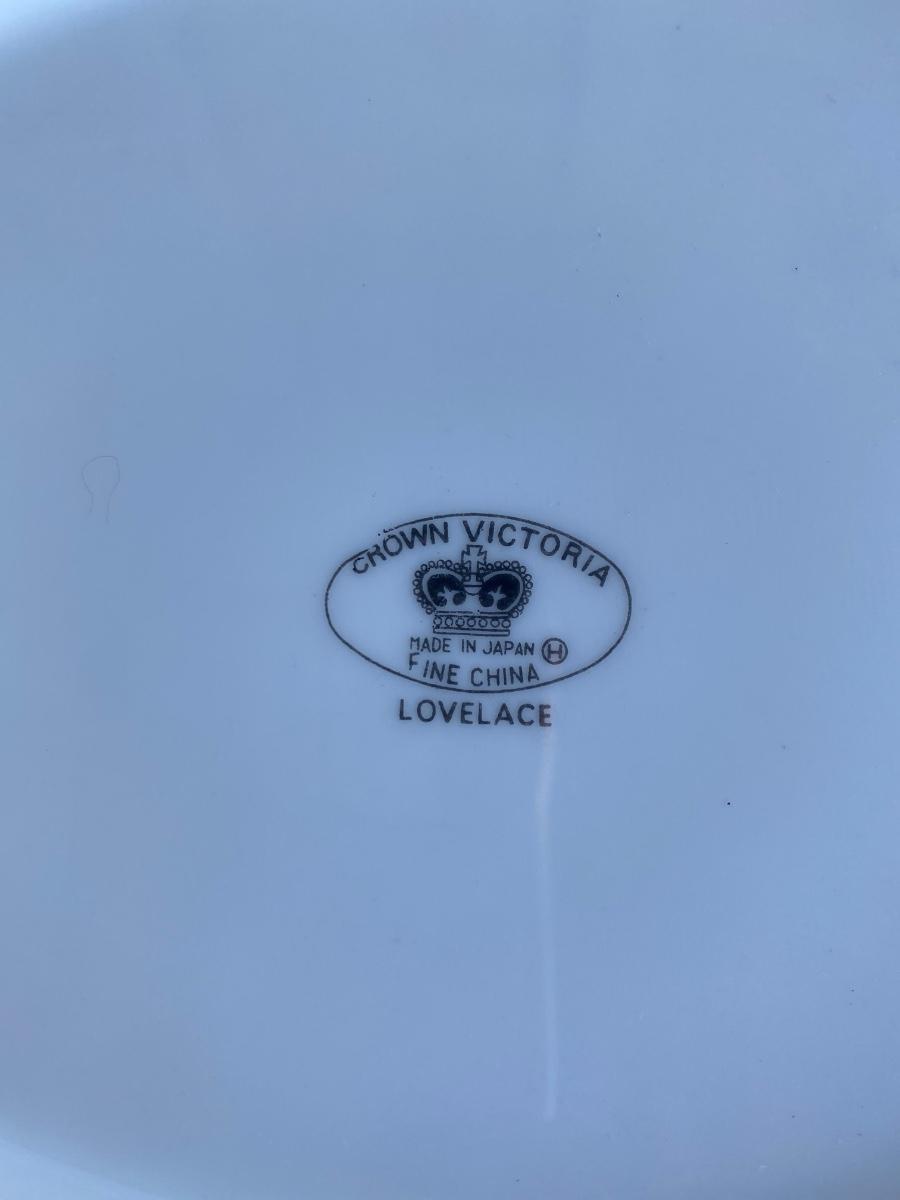 CROWN VICTORIA
MADE IN JAPAN H
FINE CHINA
LOVELACE